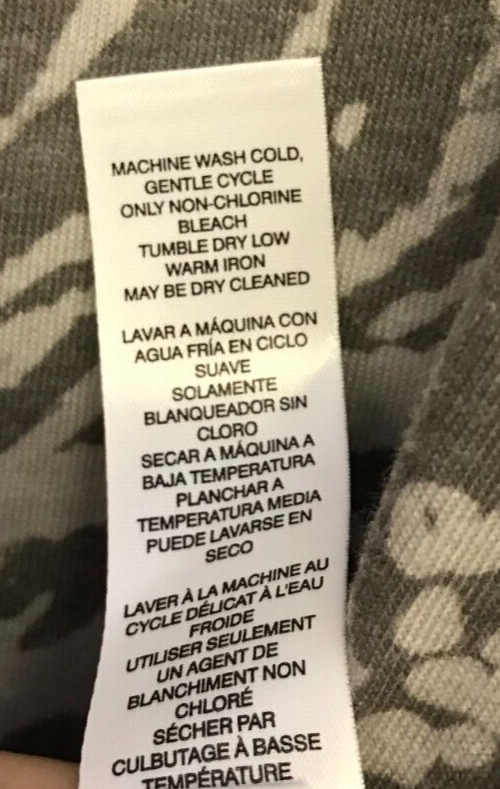 MACHINE WASH COLD,
GENTLE CYCLE
ONLY NON-CHLORINE
BLEACH
TUMBLE DRY LOW
WARM IRON
MAY BE DRY CLEANED
LAVAR A MÁQUINA CON
AGUA FRÍA EN CICLO
SUAVE
SOLAMENTE
BLANQUEADOR SIN
CLORO
SECAR A MÁQUINA A
BAJA TEMPERATURA
PLANCHAR A
TEMPERATURA MEDIA
PUEDE LAVARSE EN
SECO
LAVER À LA MACHINE AU
CYCLE DÉLICAT À L'EAU
FROIDE
UTILISER SEULEMENT
UN AGENT DE
BLANCHIMENT NON
CHLORÉ
SÉCHER PAR
CULBUTAGE À BASSE
TEMPÉRATURE